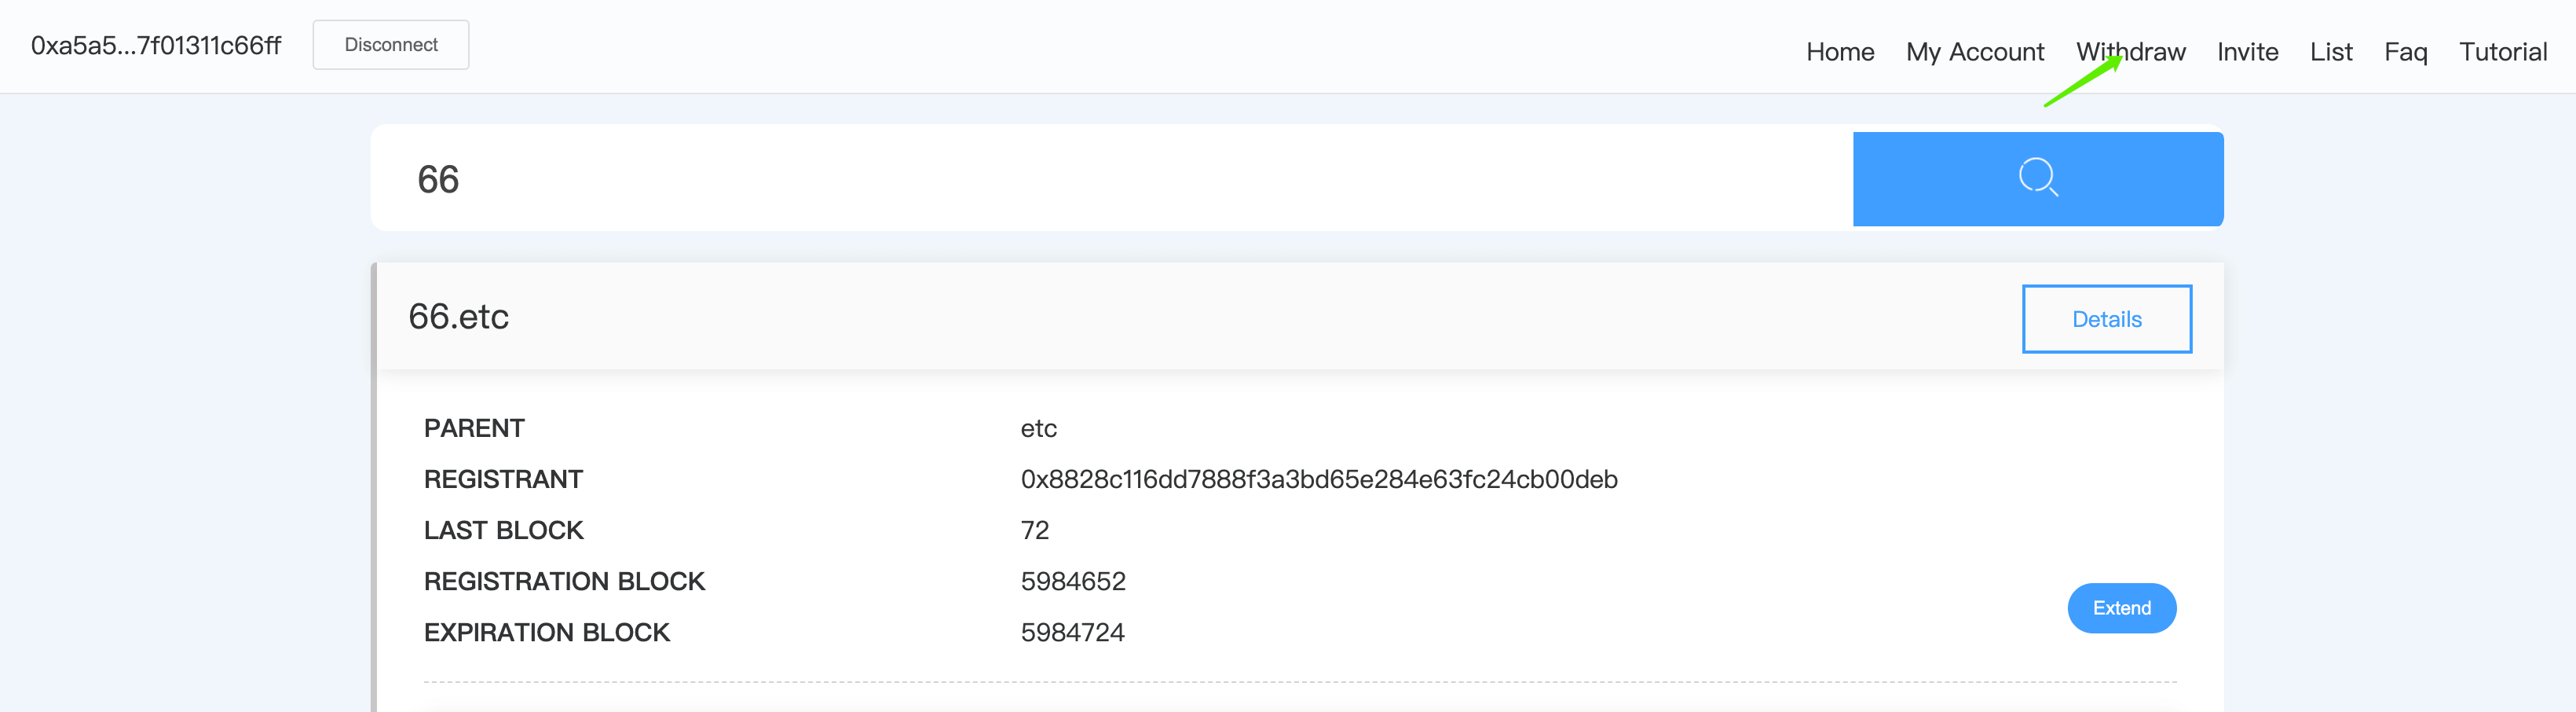 0xa5a5...7f01311c66ff Disconnect Home My Account Withdraw Invite List Faq Tutorial
66
66.etc Details
PARENT etc
REGISTRANT 0x8828c116dd7888f3a3bd65e284e63fc24cb00deb
LAST BLOCK 72
REGISTRATION BLOCK 5984652
Extend
EXPIRATION BLOCK 5984724